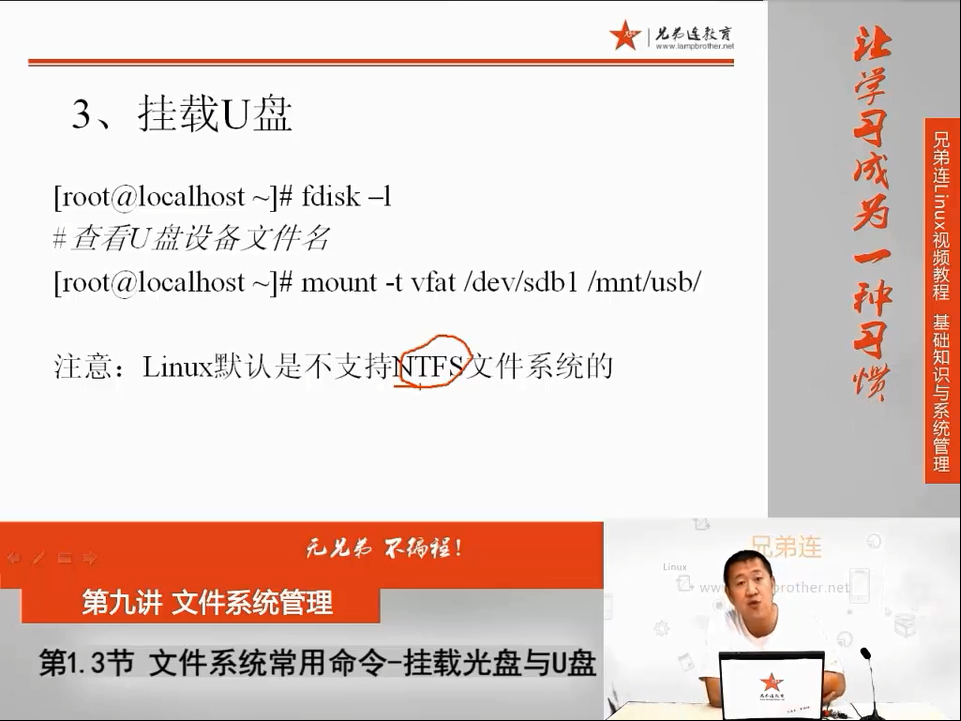 兄弟连教育
www.lampbrother.net
3、挂载U盘
[root@localhost ~]# fdisk –l
#查看U盘设备文件名
[root@localhost ~]# mount -t vfat /dev/sdb1 /mnt/usb/
注意：Linux默认是不支持NTFS文件系统的
让学习成为一种习惯
兄弟连Linux视频教程 基础知识与系统管理
无兄弟 不编程！
第九讲 文件系统管理
第1.3节 文件系统常用命令-挂载光盘与U盘
兄弟连
Linux
兄弟连教育